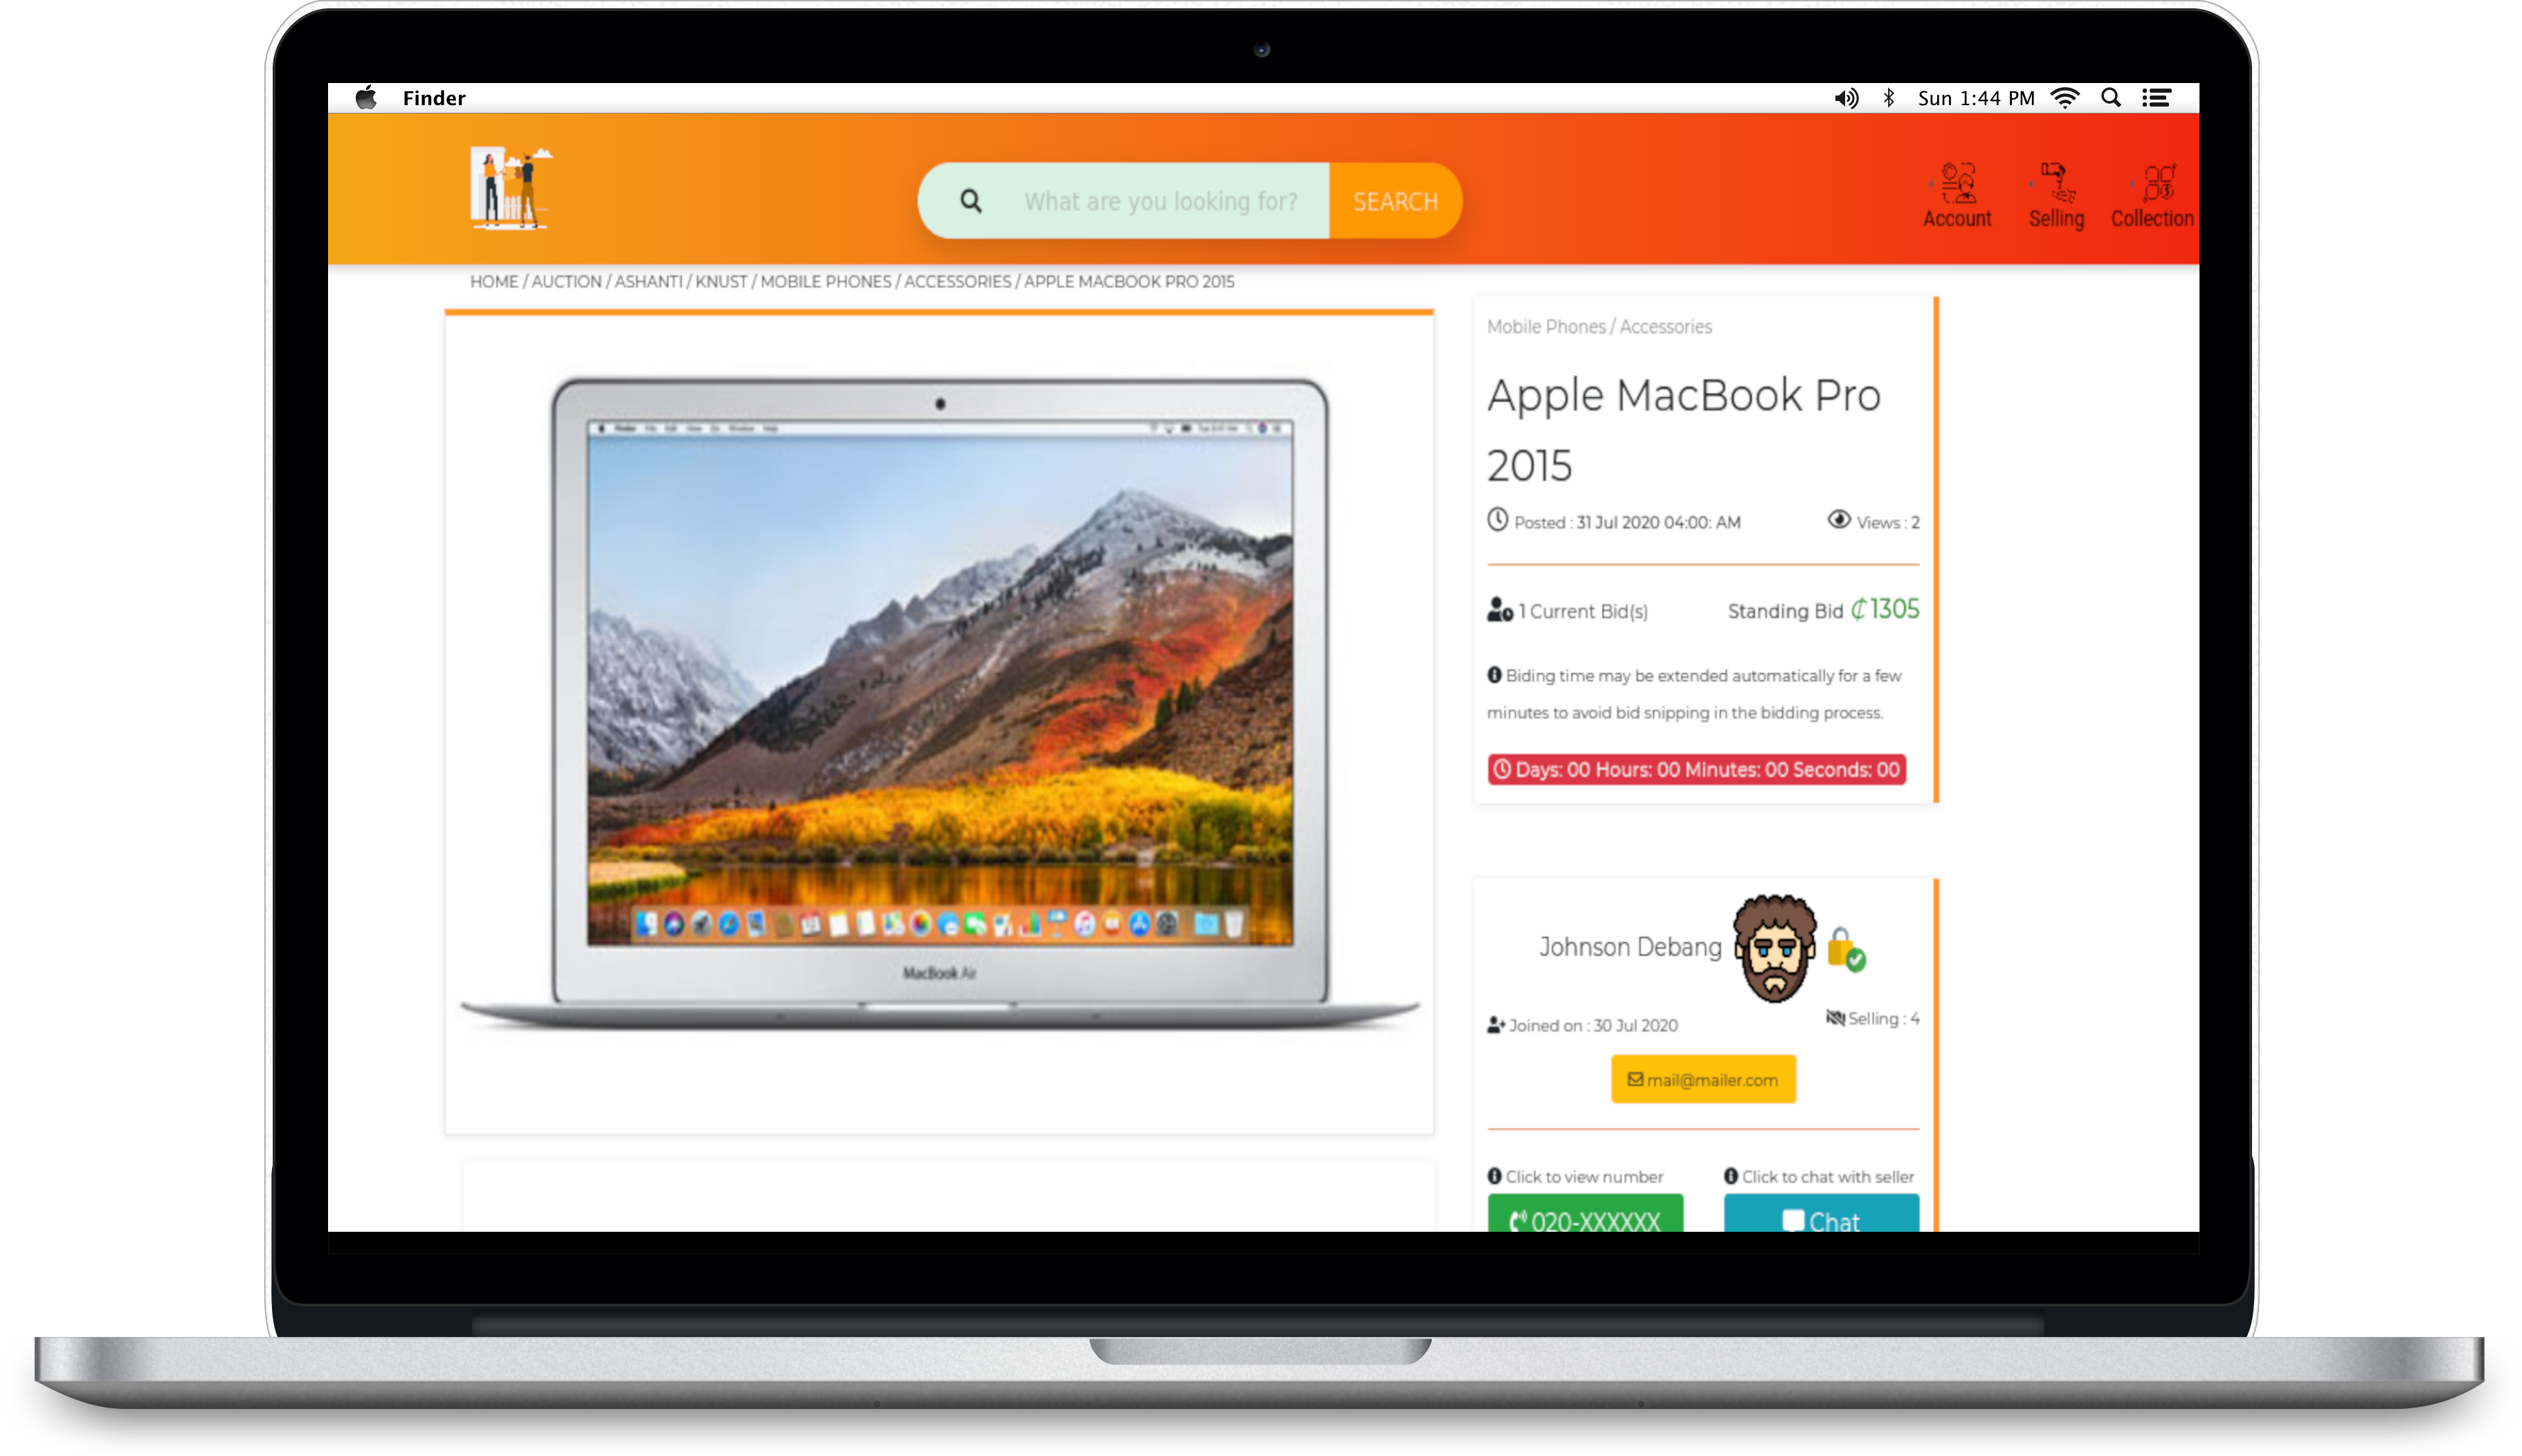 Finder
Sun 1:44 PM
What are you looking for?
SEARCH
Account
Selling
Collection
HOME / AUCTION / ASHANTI / KNUST / MOBILE PHONES / ACCESSORIES / APPLE MACBOOK PRO 2015
Mobile Phones / Accessories
Apple MacBook Pro
2015
Posted : 31 Jul 2020 04:00: AM
Views : 2
1 Current Bid(s)
Standing Bid ₵1305
Biding time may be extended automatically for a few
minutes to avoid bid snipping in the bidding process.
Days: 00 Hours: 00 Minutes: 00 Seconds: 00
Finder
MacBook Air
Johnson Debang
Joined on : 30 Jul 2020
Selling : 4
mail@mailer.com
Click to view number
Click to chat with seller
020-XXXXXX
Chat